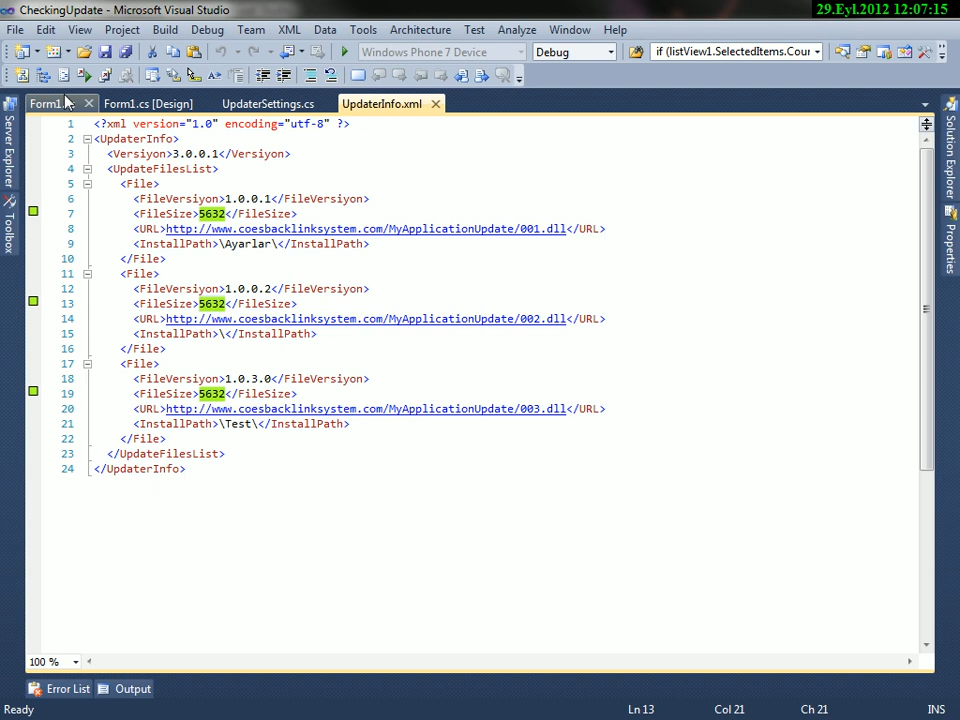 CheckingUpdate - Microsoft Visual Studio
29.Eyl.2012 12:07:15
File Edit View Project Build Debug Team XML Data Tools Architecture Test Analyze Window Help
Windows Phone 7 Device Debug if (listView1.SelectedItems.Cour
Form1. Form1.cs [Design] UpdaterSettings.cs UpdaterInfo.xml
Server Explorer
Toolbox
Solution Explorer
Properties
1 <?xml version="1.0" encoding="utf-8" ?>
2 <UpdaterInfo>
3 <Versiyon>3.0.0.1</Versiyon>
4 <UpdateFilesList>
5 <File>
6 <FileVersiyon>1.0.0.1</FileVersiyon>
7 <FileSize>5632</FileSize>
8 <URL>http://www.coesbacklinksystem.com/MyApplicationUpdate/001.dll</URL>
9 <InstallPath>\Ayarlar\</InstallPath>
10 </File>
11 <File>
12 <FileVersiyon>1.0.0.2</FileVersiyon>
13 <FileSize>5632</FileSize>
14 <URL>http://www.coesbacklinksystem.com/MyApplicationUpdate/002.dll</URL>
15 <InstallPath>\</InstallPath>
16 </File>
17 <File>
18 <FileVersiyon>1.0.3.0</FileVersiyon>
19 <FileSize>5632</FileSize>
20 <URL>http://www.coesbacklinksystem.com/MyApplicationUpdate/003.dll</URL>
21 <InstallPath>\Test\</InstallPath>
22 </File>
23 </UpdateFilesList>
24 </UpdaterInfo>
100 %
Error List Output
Ready Ln 13 Col 21 Ch 21 INS